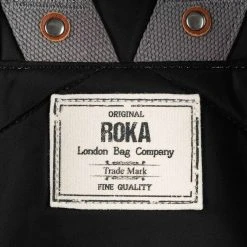 ORIGINAL
ROKA
London Bag Company
Trade Mark
FINE QUALITY